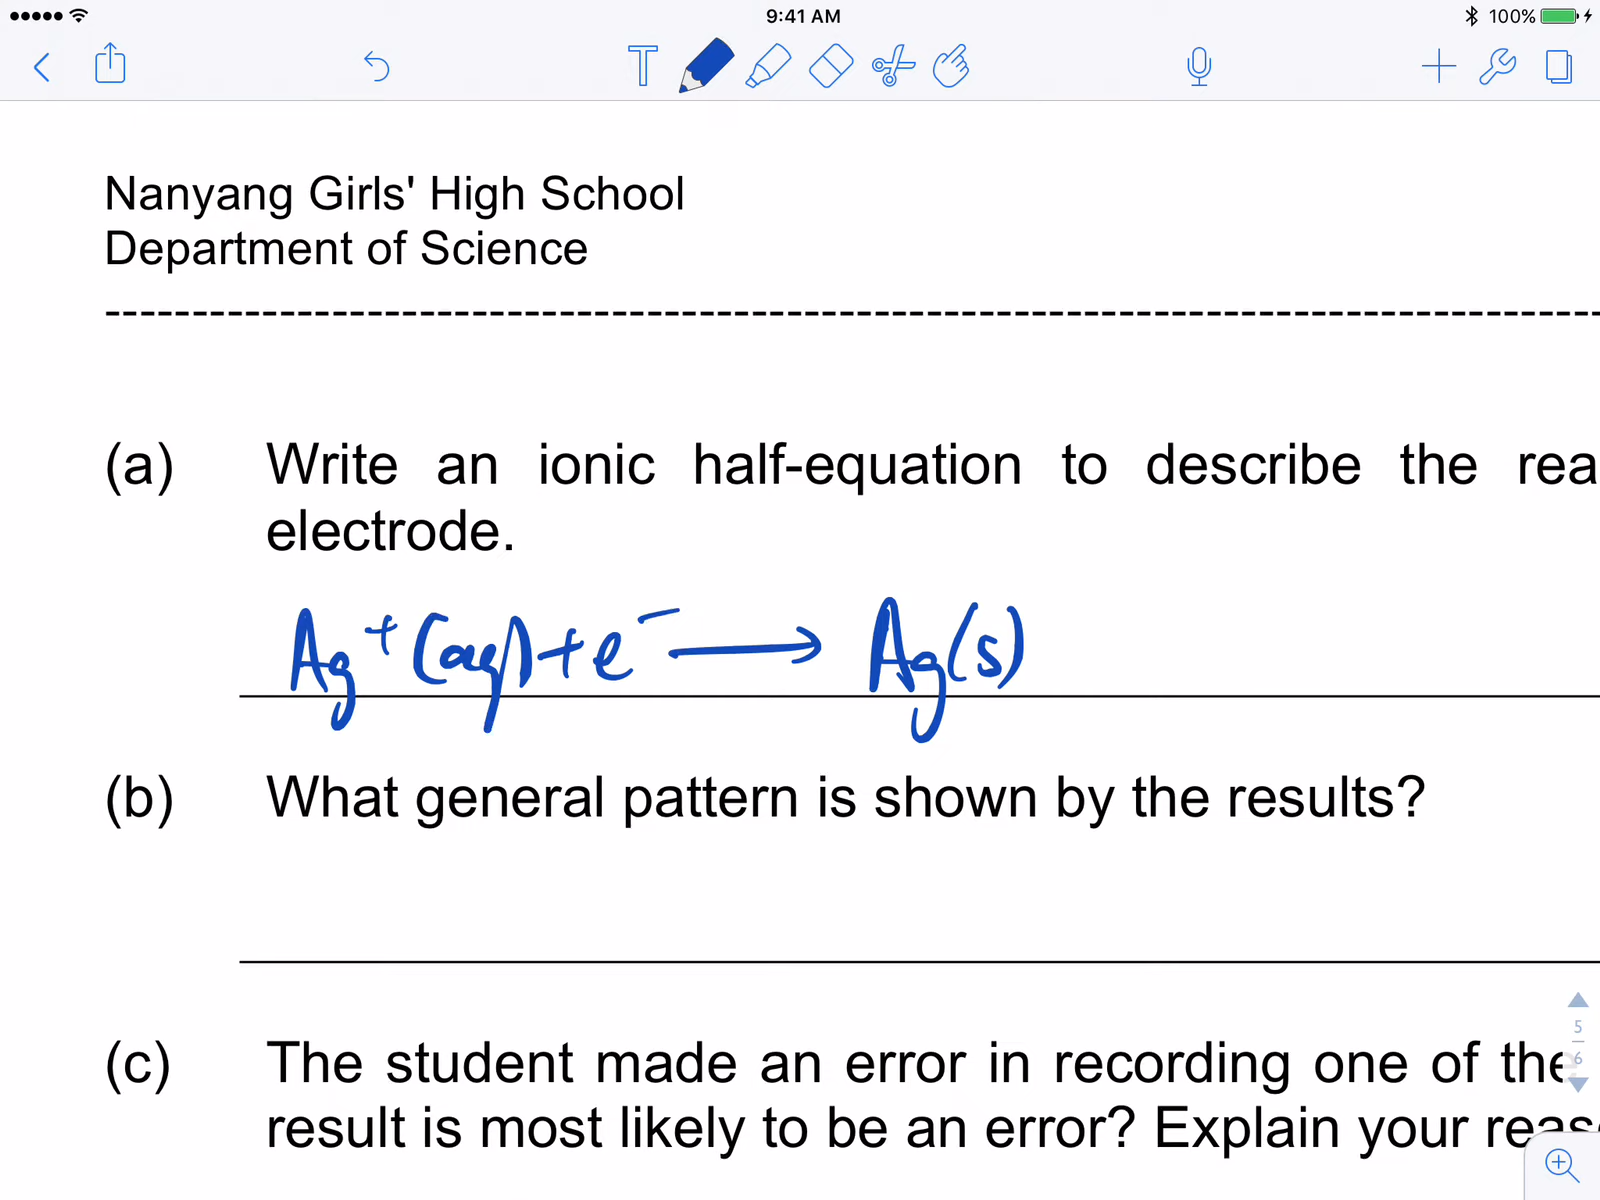 9:41 AM
100%
T
Nanyang Girls' High School
Department of Science
--------------------------------------------------------------------------------
(a) Write an ionic half-equation to describe the rea
electrode.
Ag⁺(aq)+e⁻⟶Ag(s)
(b) What general pattern is shown by the results?
(c) The student made an error in recording one of the
result is most likely to be an error? Explain your reas
5
6